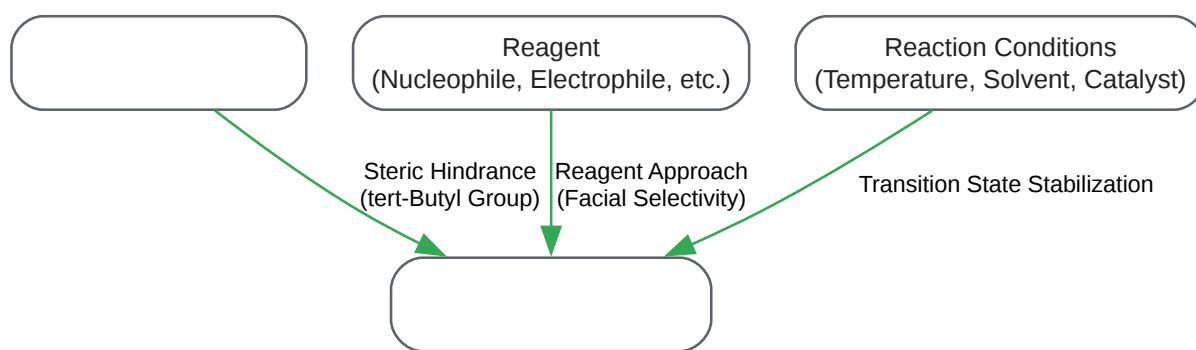 Reagent
(Nucleophile, Electrophile, etc.)
Reaction Conditions
(Temperature, Solvent, Catalyst)
Steric Hindrance
(tert-Butyl Group)
Reagent Approach
(Facial Selectivity)
Transition State Stabilization